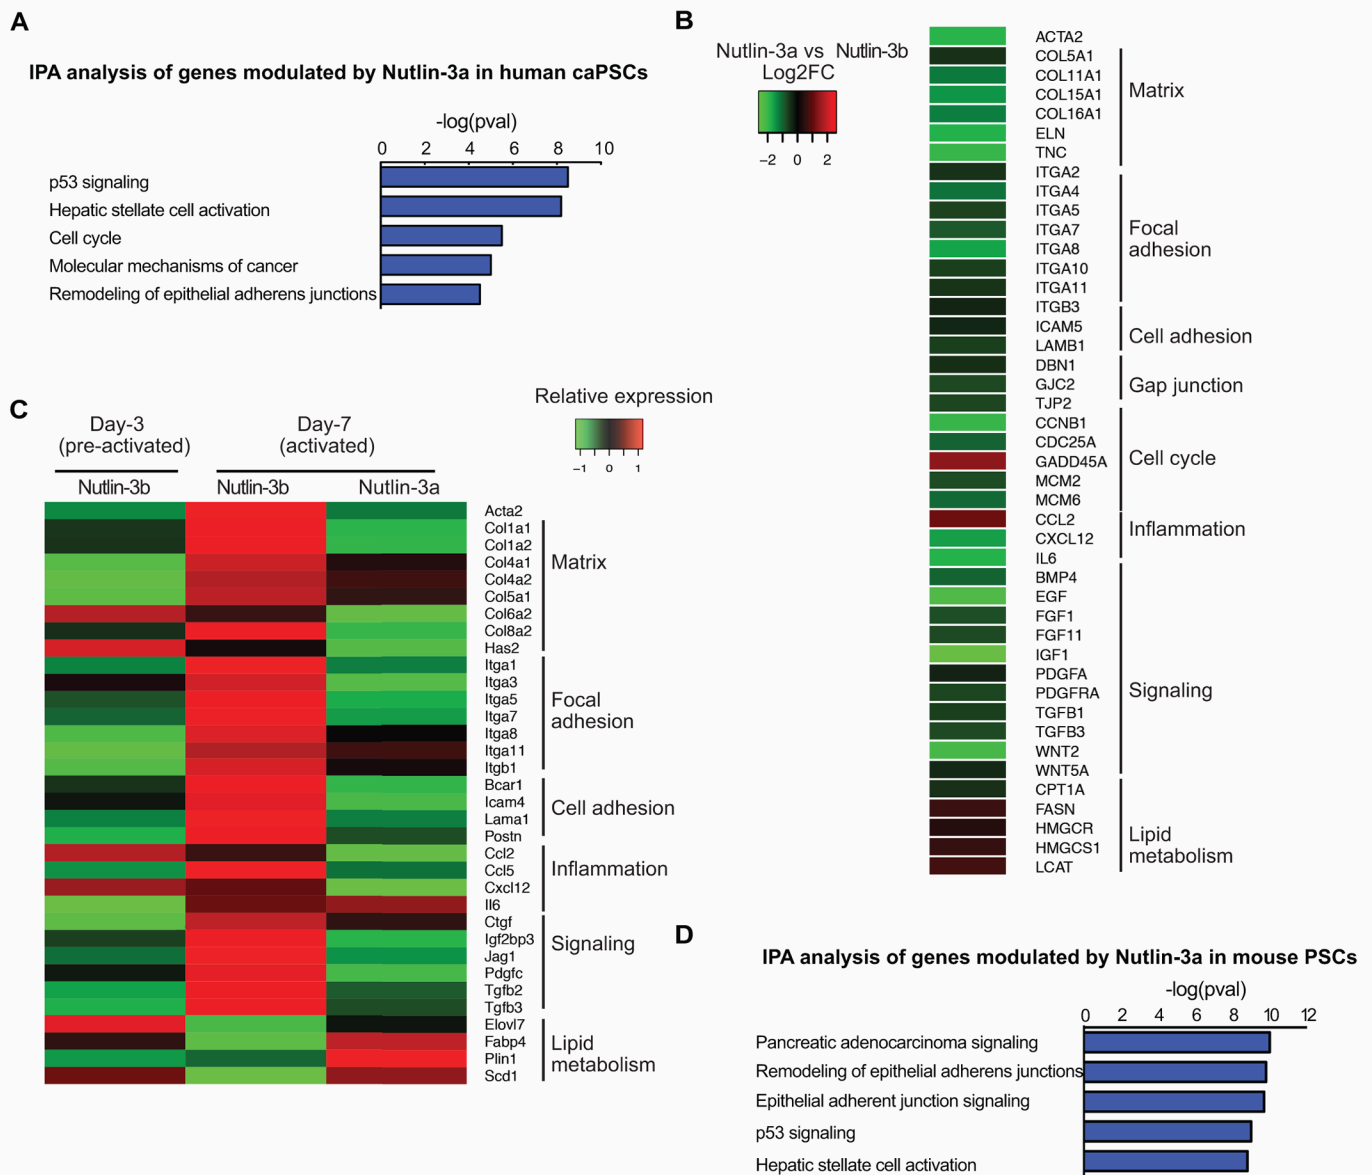 A
IPA analysis of genes modulated by Nutlin-3a in human caPSCs
-log(pval)
0 2 4 6 8 10
p53 signaling
Hepatic stellate cell activation
Cell cycle
Molecular mechanisms of cancer
Remodeling of epithelial adherens junctions
B
Nutlin-3a vs Nutlin-3b
Log2FC
−2 0 2
ACTA2
COL5A1
COL11A1
COL15A1
COL16A1
ELN
TNC
ITGA2
ITGA4
ITGA5
ITGA7
ITGA8
ITGA10
ITGA11
ITGB3
ICAM5
LAMB1
DBN1
GJC2
TJP2
CCNB1
CDC25A
GADD45A
MCM2
MCM6
CCL2
CXCL12
IL6
BMP4
EGF
FGF1
FGF11
IGF1
PDGFA
PDGFRA
TGFB1
TGFB3
WNT2
WNT5A
CPT1A
FASN
HMGCR
HMGCS1
LCAT
Matrix
Focal
adhesion
Cell adhesion
Gap junction
Cell cycle
Inflammation
Signaling
Lipid
metabolism
C
Relative expression
−1 0 1
Day-3
(pre-activated)
Day-7
(activated)
Nutlin-3b Nutlin-3b Nutlin-3a
Acta2
Col1a1
Col1a2
Col4a1
Col4a2
Col5a1
Col6a2
Col8a2
Has2
Itga1
Itga3
Itga5
Itga7
Itga8
Itga11
Itgb1
Bcar1
Icam4
Lama1
Postn
Ccl2
Ccl5
Cxcl12
Il6
Ctgf
Igf2bp3
Jag1
Pdgfc
Tgfb2
Tgfb3
Elovl7
Fabp4
Plin1
Scd1
Matrix
Focal
adhesion
Cell adhesion
Inflammation
Signaling
Lipid
metabolism
D
IPA analysis of genes modulated by Nutlin-3a in mouse PSCs
-log(pval)
0 2 4 6 8 10 12
Pancreatic adenocarcinoma signaling
Remodeling of epithelial adherens junctions
Epithelial adherent junction signaling
p53 signaling
Hepatic stellate cell activation